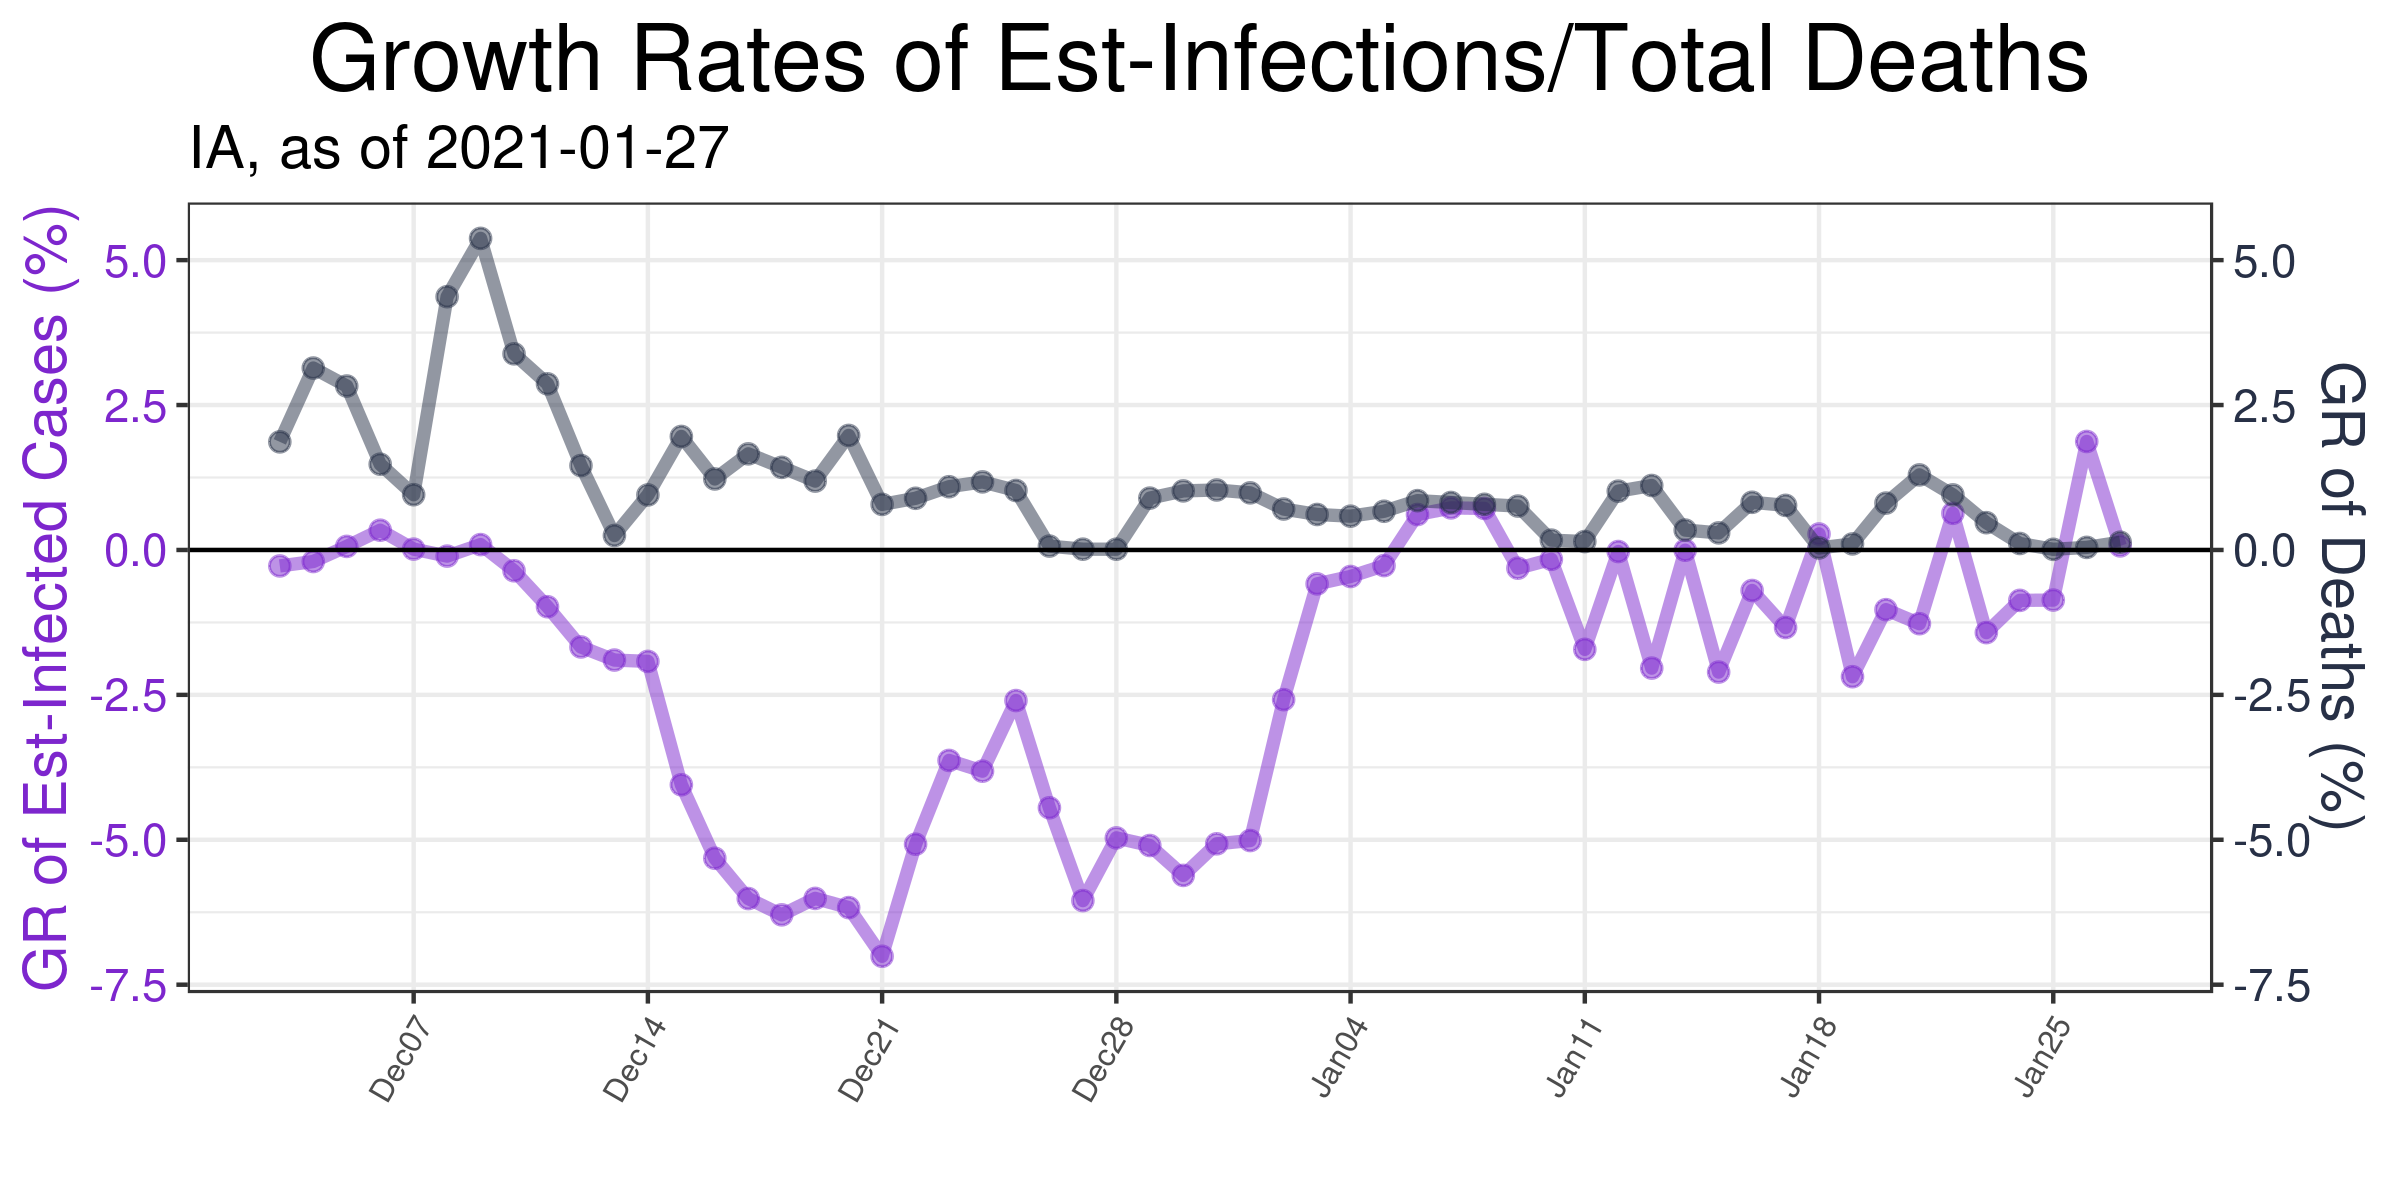 Growth Rates of Est-Infections/Total Deaths
IA, as of 2021-01-27
GR of Est-Infected Cases (%)
5.0
2.5
0.0
-2.5
-5.0
-7.5
5.0
2.5
0.0
-2.5
-5.0
-7.5
GR of Deaths (%)
Dec07
Dec14
Dec21
Dec28
Jan04
Jan11
Jan18
Jan25